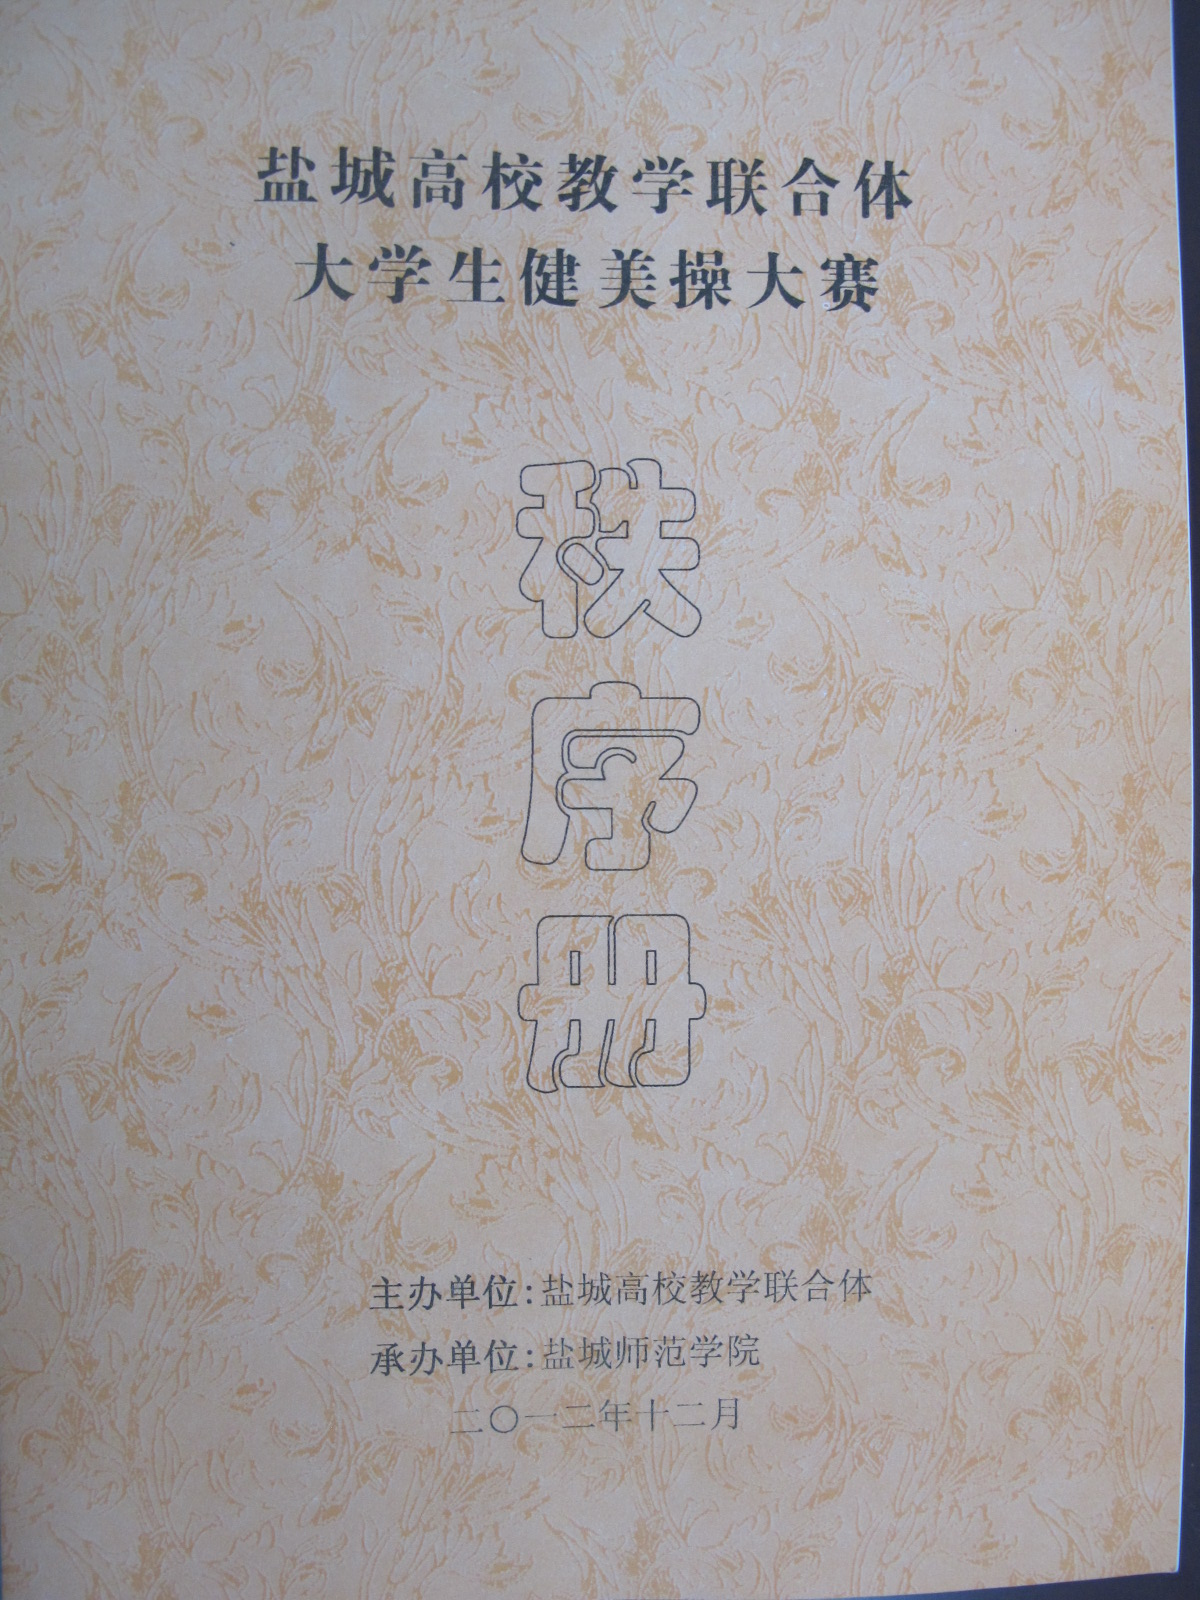 盐城高校教学联合体
大学生健美操大赛
秩
序
册
主办单位:盐城高校教学联合体
承办单位:盐城师范学院
二〇一二年十二月